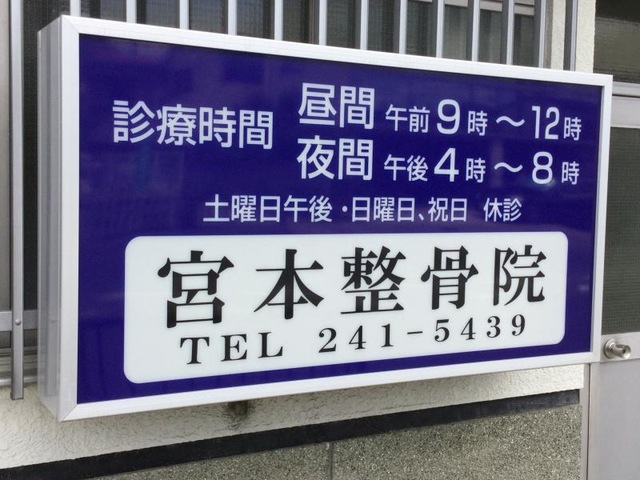 診療時間 昼間 午前9時～12時
夜間 午後4時～8時
土曜日午後・日曜日、祝日 休診
宮本整骨院
TEL 241-5439